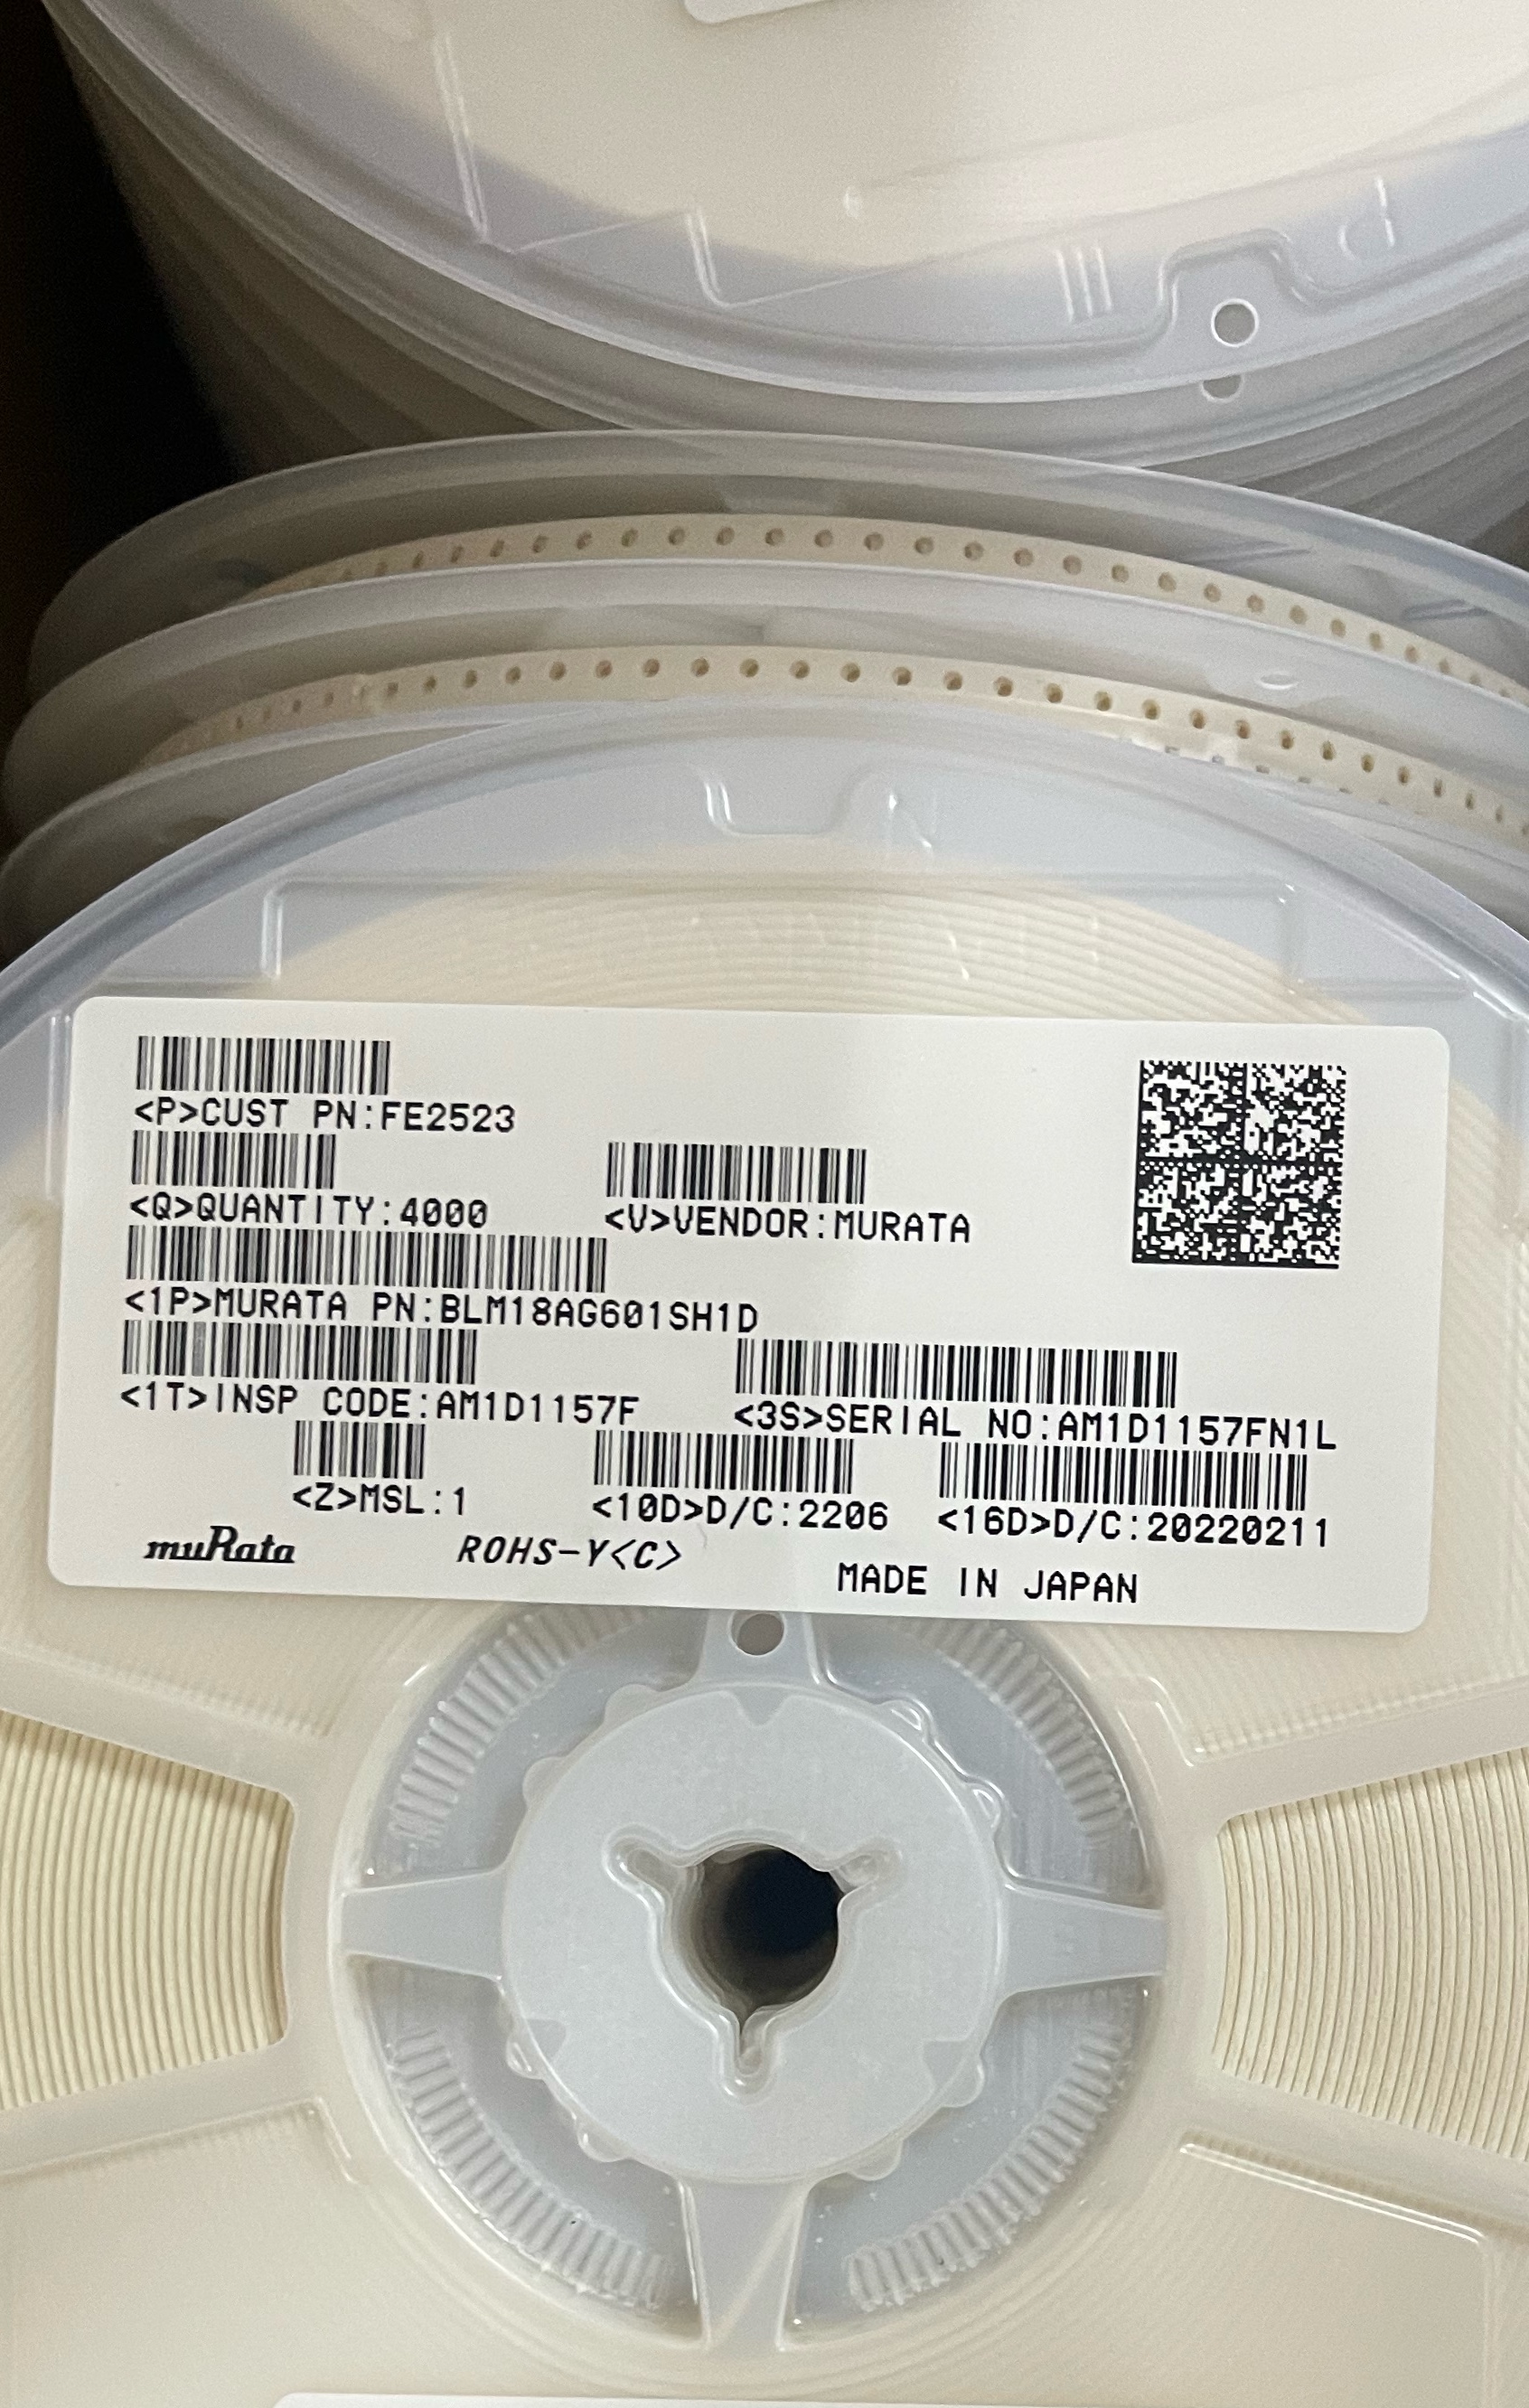 <P>CUST PN:FE2523
<Q>QUANTITY:4000
<V>VENDOR:MURATA
<1P>MURATA PN:BLM18AG601SH1D
<1T>INSP CODE:AM1D1157F
<3S>SERIAL NO:AM1D1157FN1L
<Z>MSL:1
<10D>D/C:2206
<16D>D/C:20220211
muRata
ROHS-Y<C>
MADE IN JAPAN